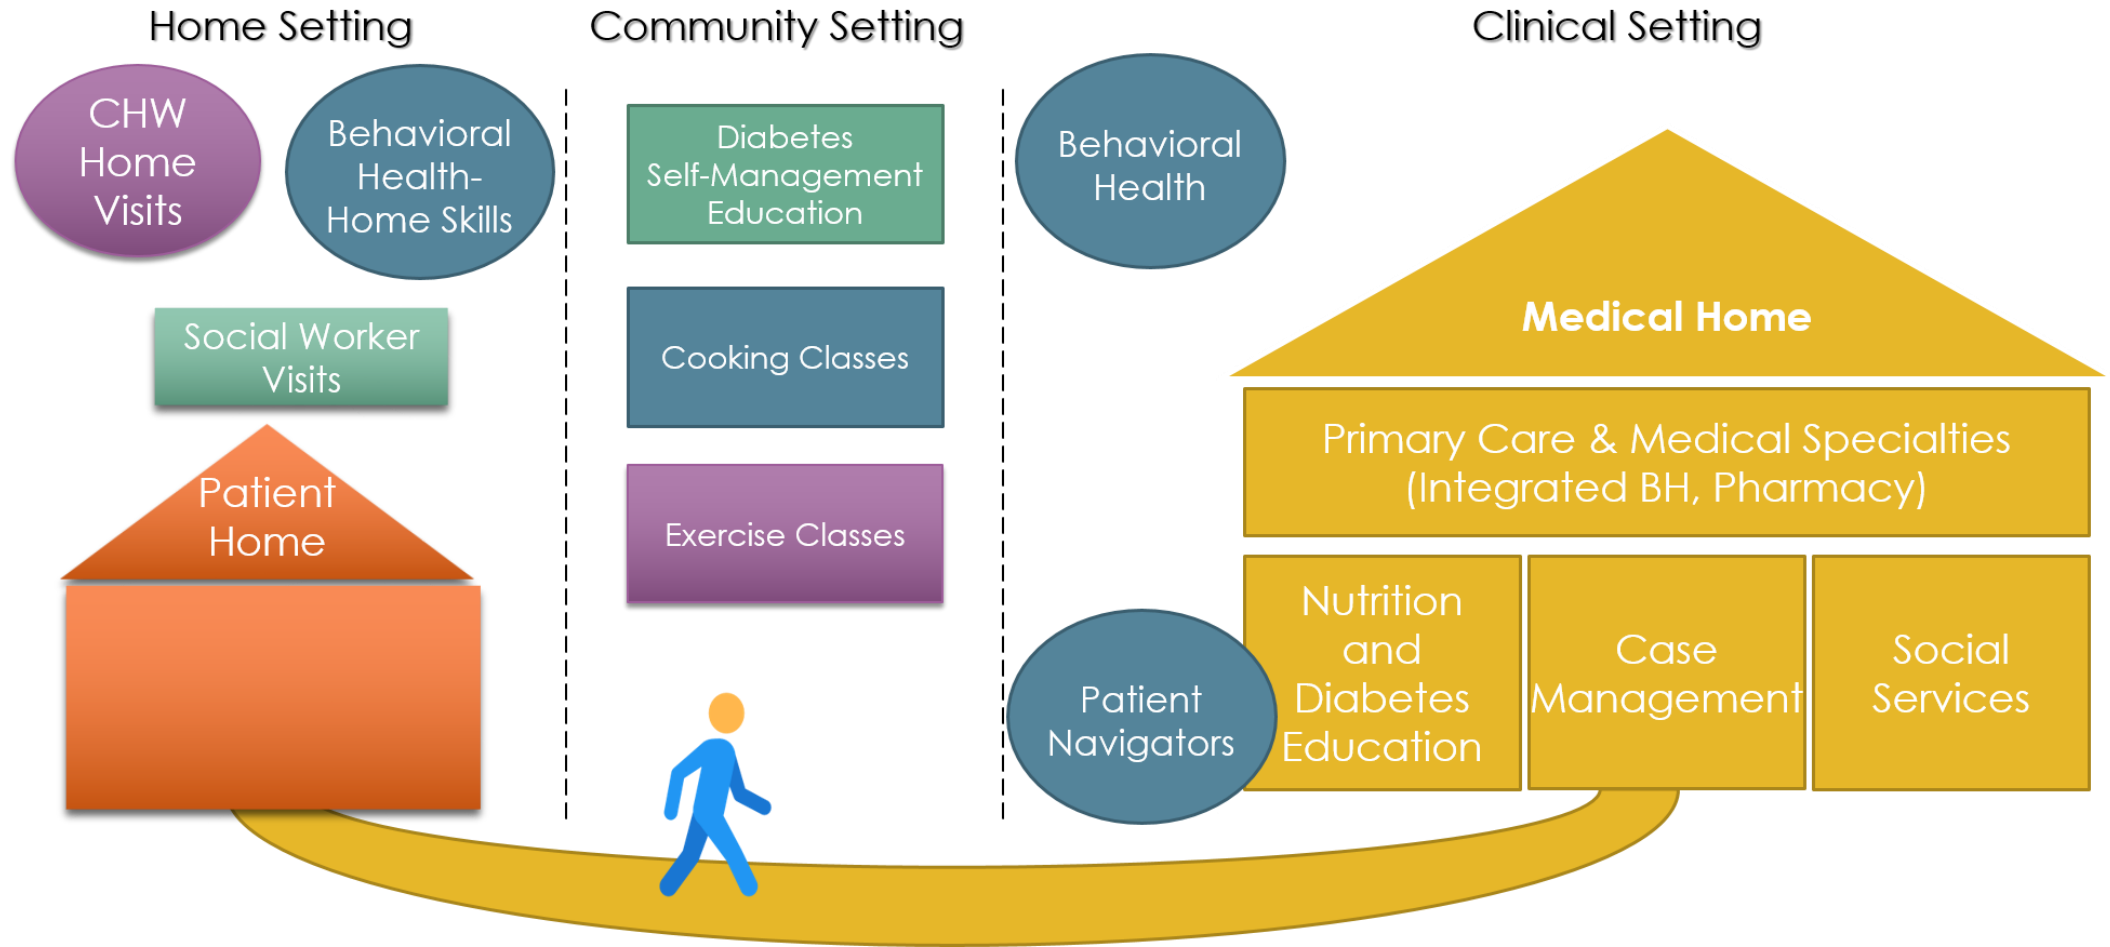 Home Setting
Community Setting
Clinical Setting
CHW
Home
Visits
Behavioral
Health-
Home Skills
Social Worker
Visits
Patient
Home
Diabetes
Self-Management
Education
Cooking Classes
Exercise Classes
Behavioral
Health
Patient
Navigators
Medical Home
Primary Care & Medical Specialties
(Integrated BH, Pharmacy)
Nutrition
and
Diabetes
Education
Case
Management
Social
Services